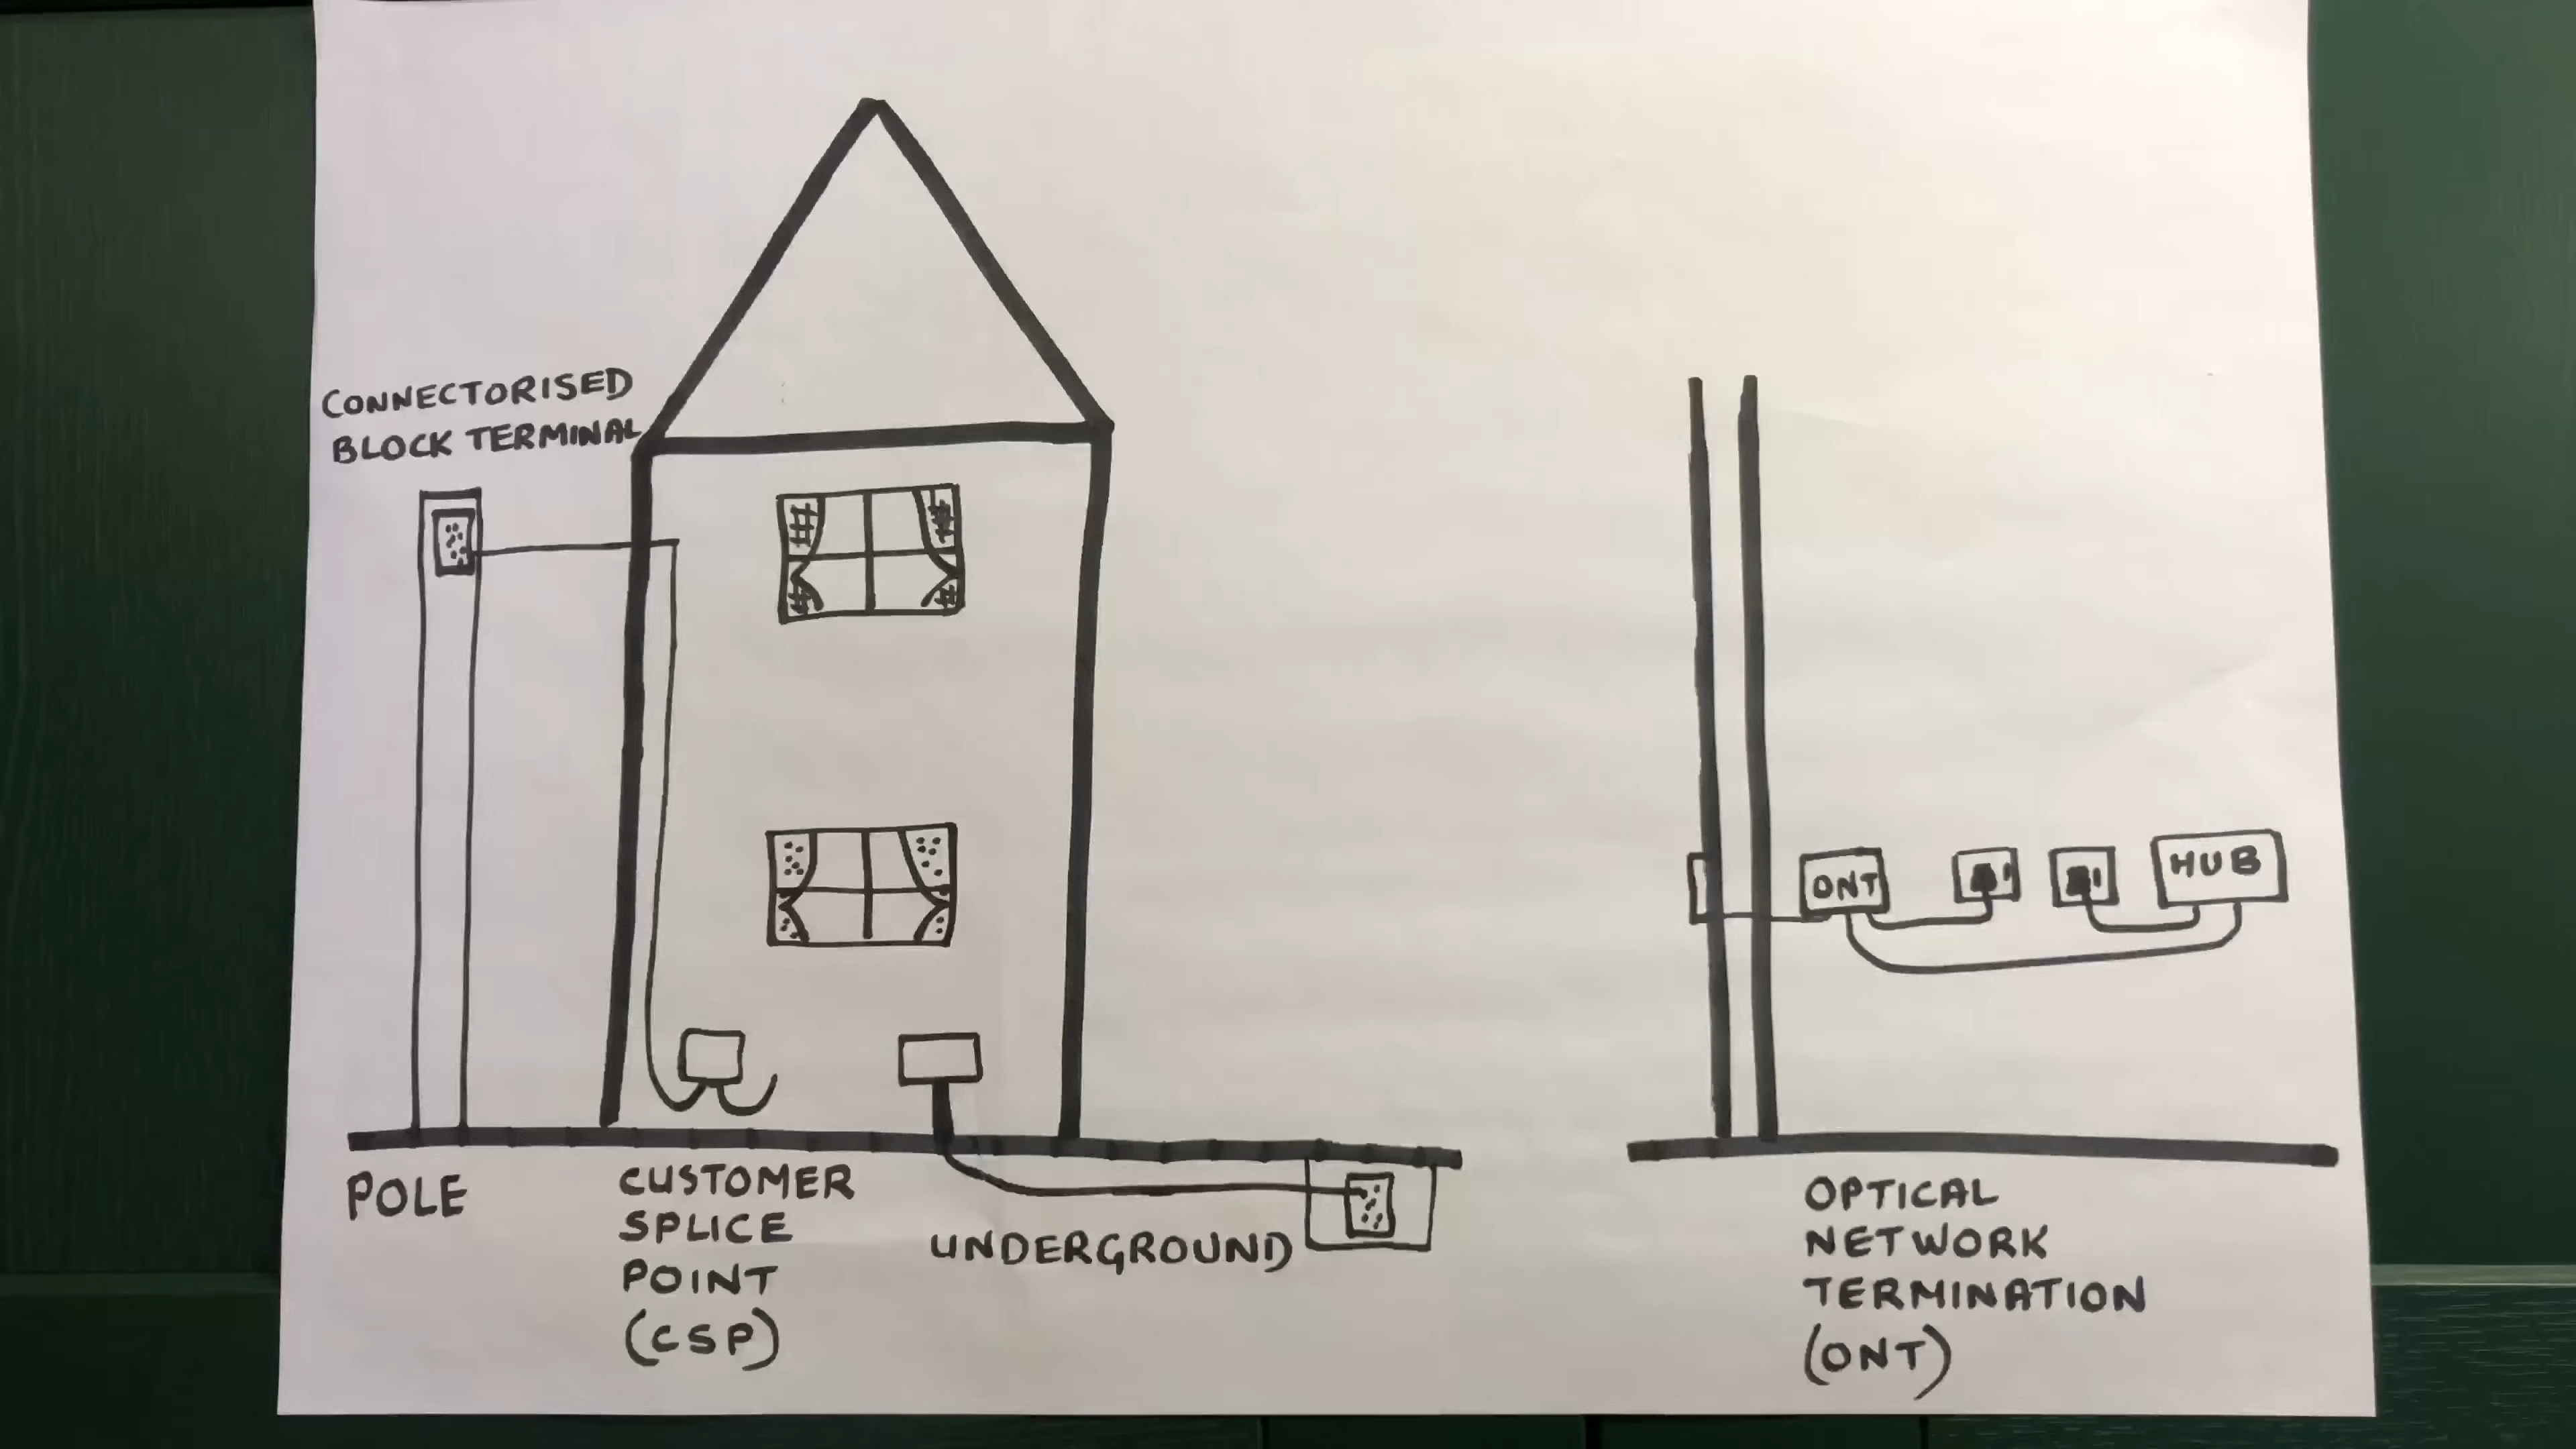 CONNECTORISED
BLOCK TERMINAL
POLE
CUSTOMER
SPLICE
POINT
(CSP)
UNDERGROUND
ONT
HUB
OPTICAL
NETWORK
TERMINATION
(ONT)